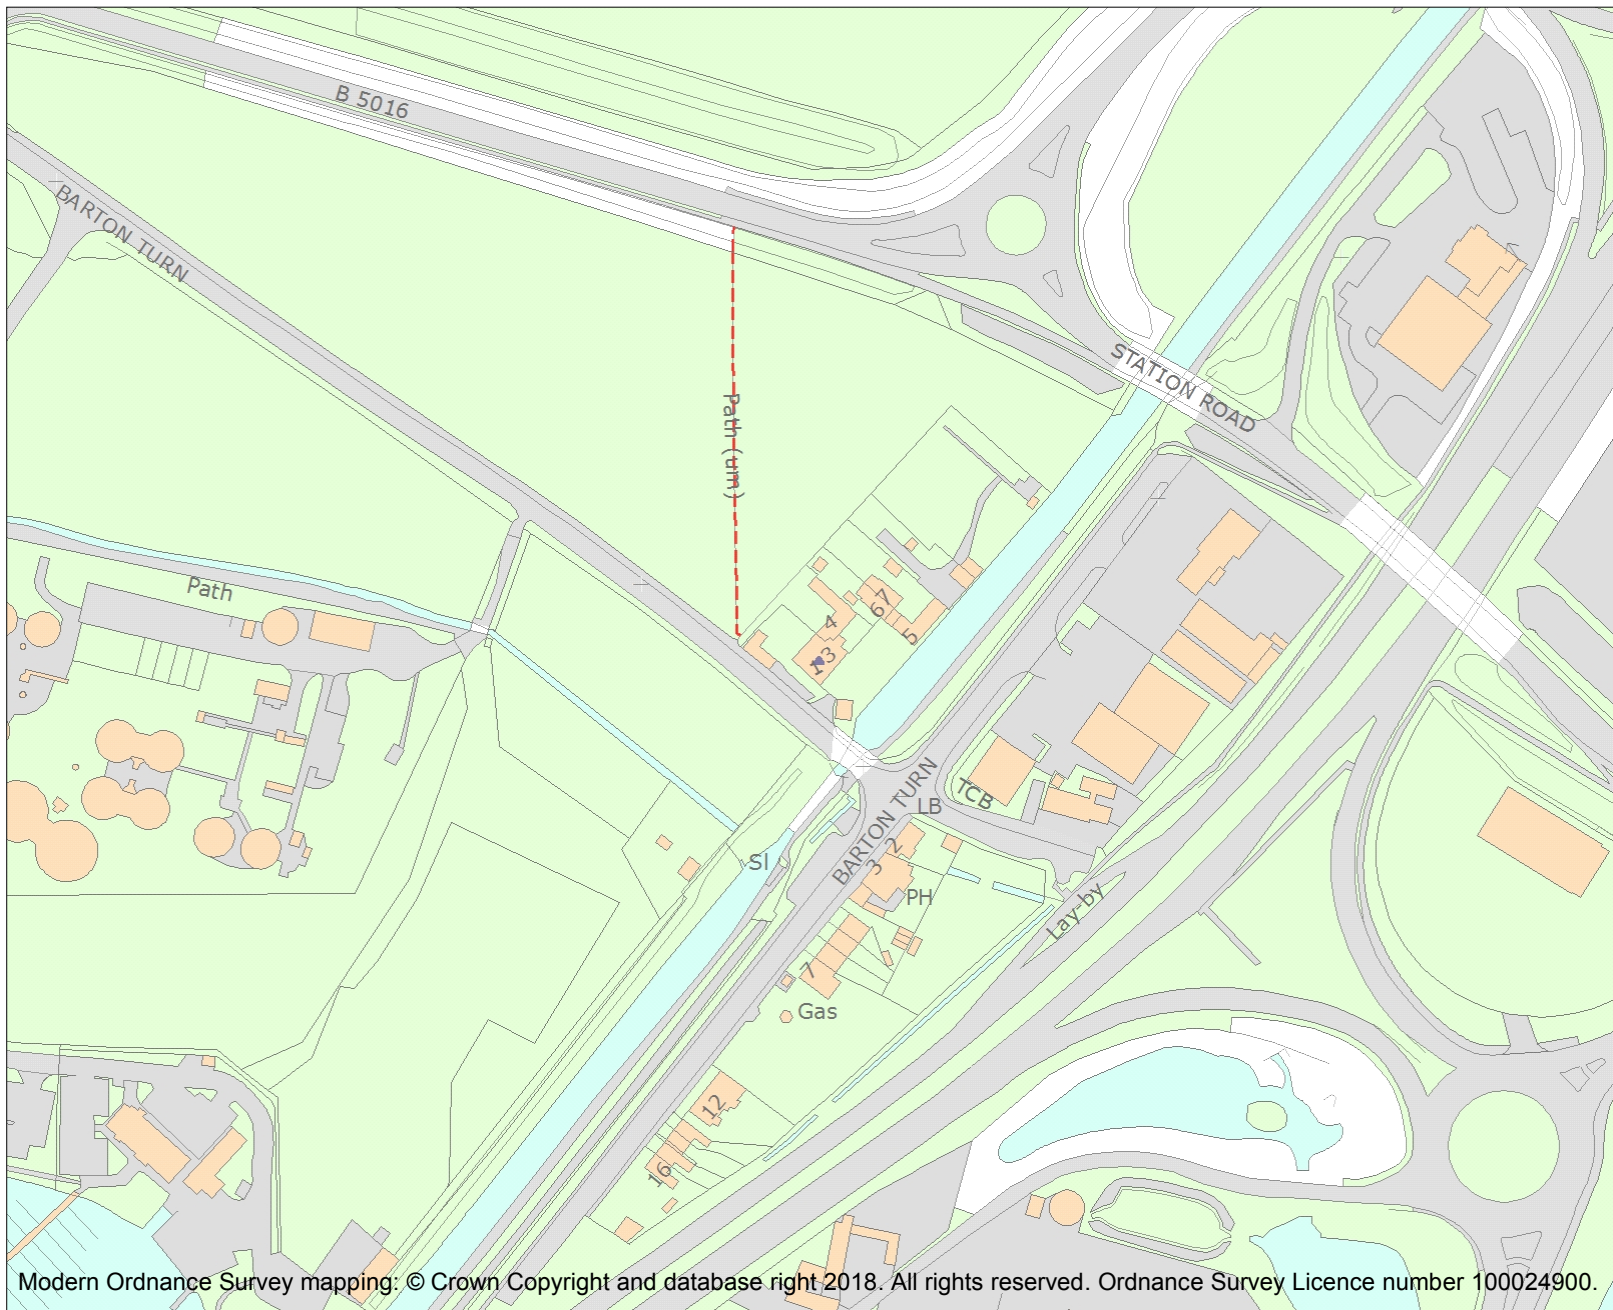 B 5016
BARTON TURN
STATION ROAD
Path (um)
Path
67
4
5
1
3
BARTON TURN
TCB
LB
SI
2
3
PH
Lay-by
7
Gas
12
16
Modern Ordnance Survey mapping: © Crown Copyright and database right 2018. All rights reserved. Ordnance Survey Licence number 100024900.